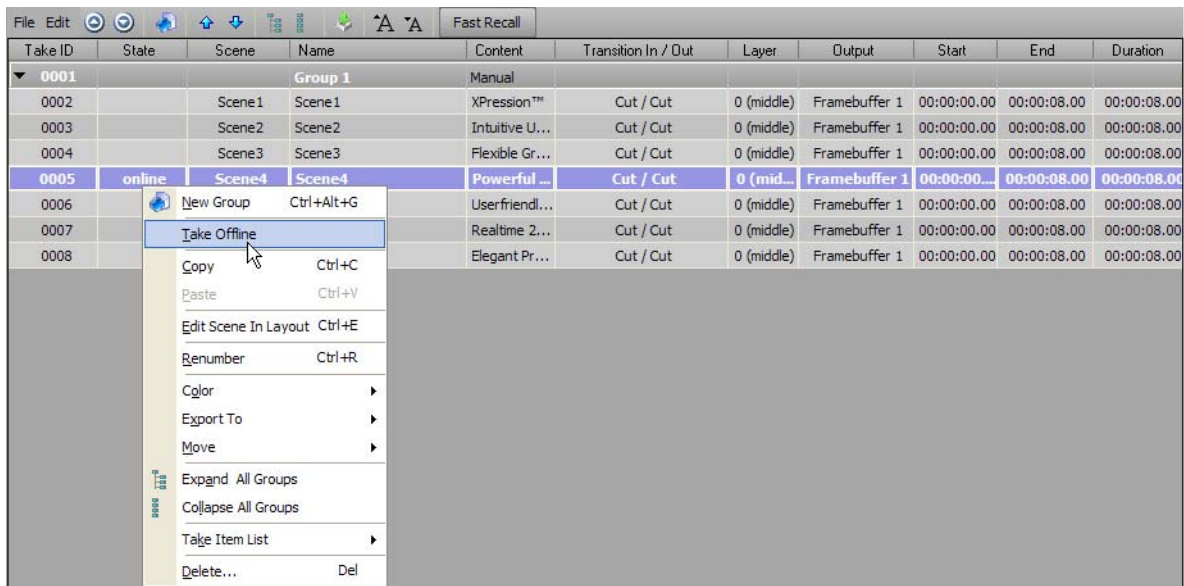 File Edit A A Fast Recall
Take ID State Scene Name Content Transition In / Out Layer Output Start End Duration
0001 Group 1 Manual
0002 Scene1 Scene1 XPression™ Cut / Cut 0 (middle) Framebuffer 1 00:00:00.00 00:00:08.00 00:00:08.00
0003 Scene2 Scene2 Intuitive U... Cut / Cut 0 (middle) Framebuffer 1 00:00:00.00 00:00:08.00 00:00:08.00
0004 Scene3 Scene3 Flexible Gr... Cut / Cut 0 (middle) Framebuffer 1 00:00:00.00 00:00:08.00 00:00:08.00
0005 online Scene4 Scene4 Powerful ... Cut / Cut 0 (mid... Framebuffer 1 00:00:00.... 00:00:08.00 00:00:08.00
0006 Userfriendl... Cut / Cut 0 (middle) Framebuffer 1 00:00:00.00 00:00:08.00 00:00:08.00
0007 Realtime 2... Cut / Cut 0 (middle) Framebuffer 1 00:00:00.00 00:00:08.00 00:00:08.00
0008 Elegant Pr... Cut / Cut 0 (middle) Framebuffer 1 00:00:00.00 00:00:08.00 00:00:08.00
New Group Ctrl+Alt+G
Take Offline
Copy Ctrl+C
Paste Ctrl+V
Edit Scene In Layout Ctrl+E
Renumber Ctrl+R
Color
Export To
Move
Expand All Groups
Collapse All Groups
Take Item List
Delete... Del